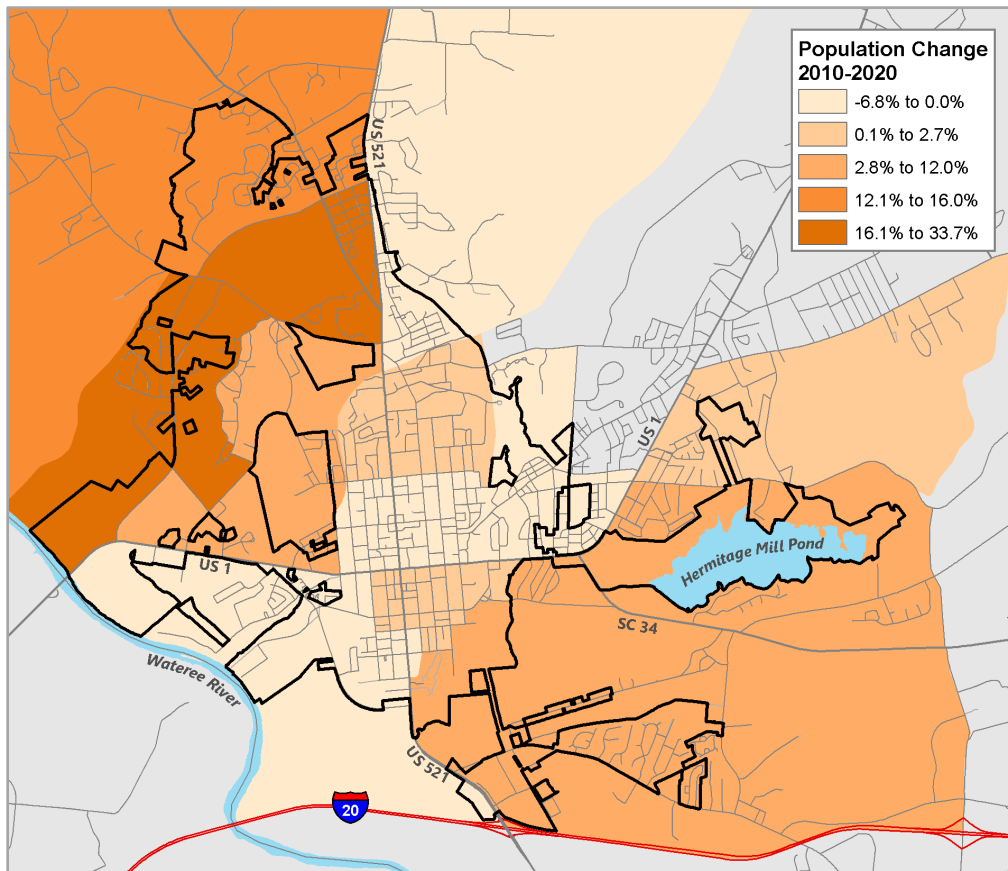 Population Change
2010-2020
-6.8% to 0.0%
0.1% to 2.7%
2.8% to 12.0%
12.1% to 16.0%
16.1% to 33.7%
US 521
US 1
Hermitage Mill Pond
US 1
SC 34
Wateree River
US 521
20